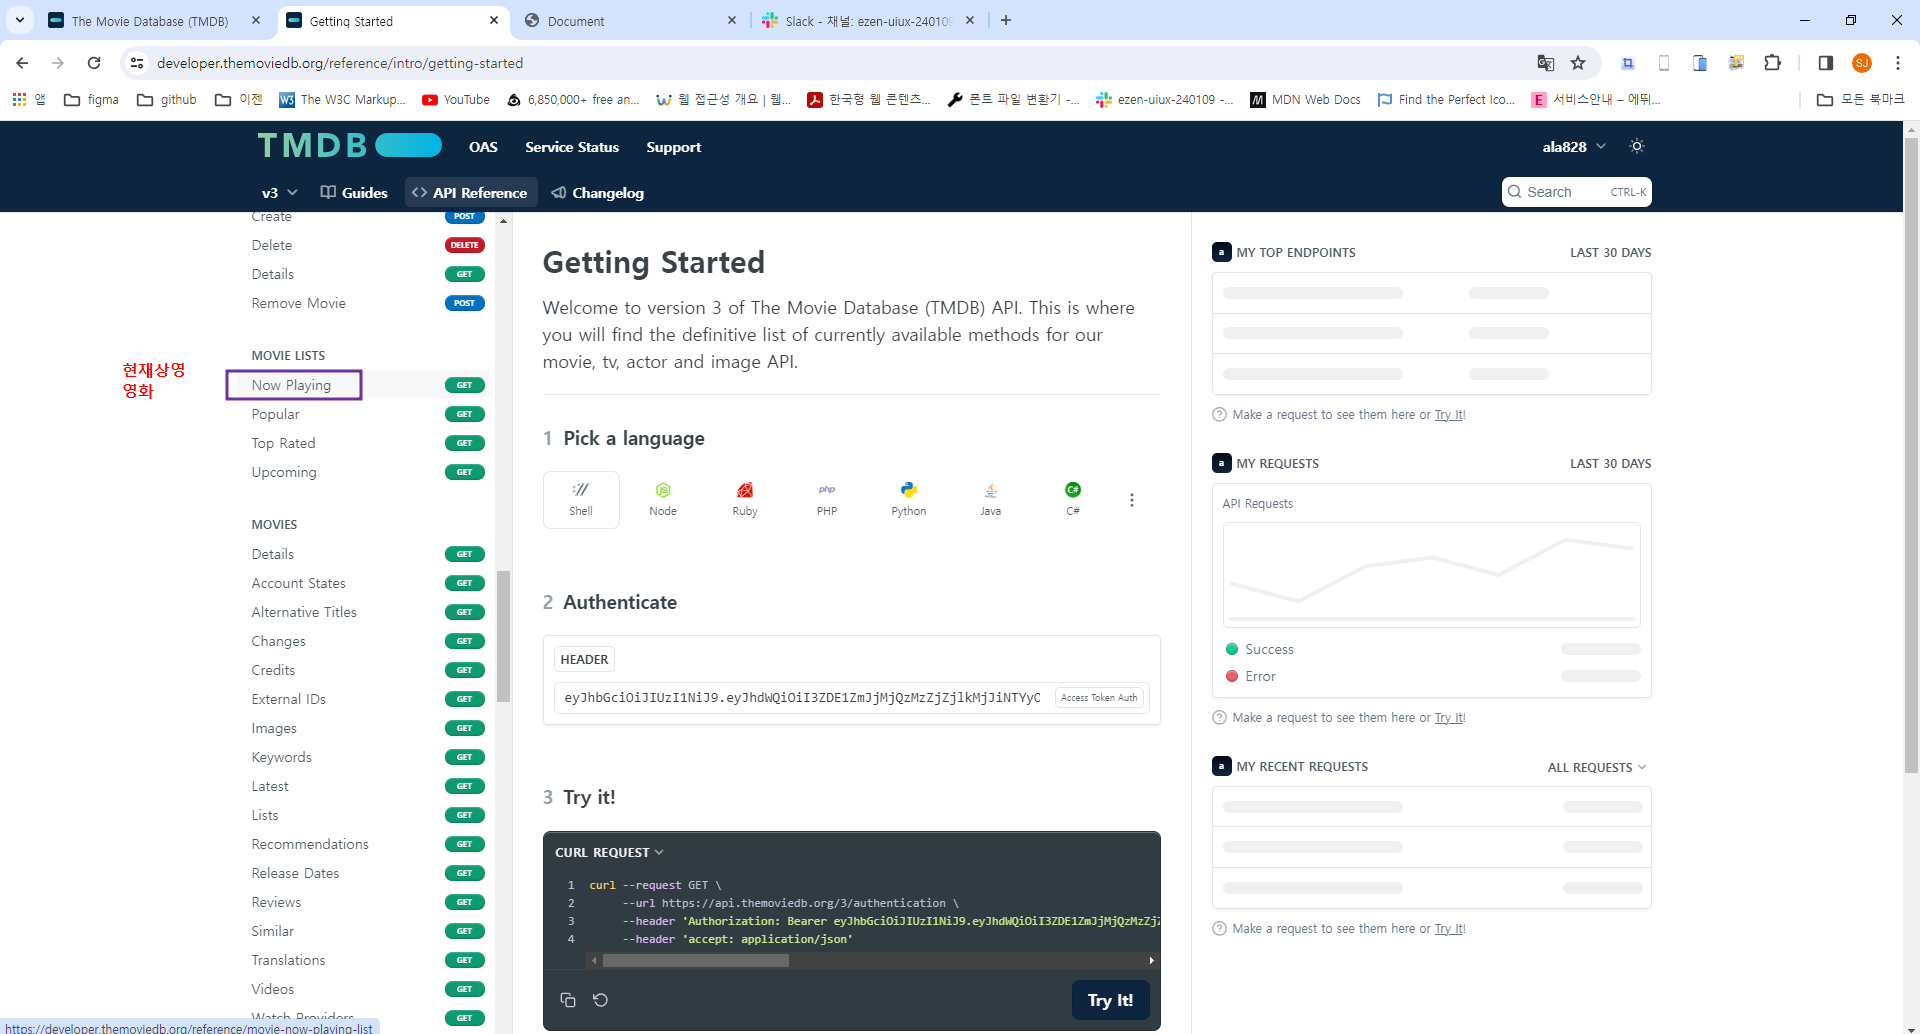 The Movie Database (TMDB)
Getting Started
Document
Slack - 채널: ezen-uiux-240109
developer.themoviedb.org/reference/intro/getting-started
SJ
앱
figma
github
이젠
W3 The W3C Markup...
YouTube
6,850,000+ free an...
웹 접근성 개요 | 웹...
한국형 웹 콘텐츠...
폰트 파일 변환기 -...
ezen-uiux-240109 -...
M MDN Web Docs
Find the Perfect Ico...
E 서비스안내 – 에뛰...
모든 북마크
TMDB
OAS
Service Status
Support
ala828
v3
Guides
<> API Reference
Changelog
Search CTRL-K
Create POST
Delete DELETE
Details GET
Remove Movie POST
MOVIE LISTS
현재상영
영화
Now Playing GET
Popular GET
Top Rated GET
Upcoming GET
MOVIES
Details GET
Account States GET
Alternative Titles GET
Changes GET
Credits GET
External IDs GET
Images GET
Keywords GET
Latest GET
Lists GET
Recommendations GET
Release Dates GET
Reviews GET
Similar GET
Translations GET
Videos GET
Watch Providers GET
https://developer.themoviedb.org/reference/movie-now-playing-list
Getting Started
Welcome to version 3 of The Movie Database (TMDB) API. This is where
you will find the definitive list of currently available methods for our
movie, tv, actor and image API.
1 Pick a language
Shell
Node
Ruby
php PHP
Python
Java
C# C#
2 Authenticate
HEADER
eyJhbGciOiJIUzI1NiJ9.eyJhdWQiOiI3ZDE1ZmJjMjQzMzZjZjlkMjJiNTYyO Access Token Auth
3 Try it!
CURL REQUEST
1 curl --request GET \
2 --url https://api.themoviedb.org/3/authentication \
3 --header 'Authorization: Bearer eyJhbGciOiJIUzI1NiJ9.eyJhdWQiOiI3ZDE1ZmJjMjQzMzZjZ
4 --header 'accept: application/json'
Try It!
a MY TOP ENDPOINTS LAST 30 DAYS
Make a request to see them here or Try It!
a MY REQUESTS LAST 30 DAYS
API Requests
Success
Error
Make a request to see them here or Try It!
a MY RECENT REQUESTS ALL REQUESTS
Make a request to see them here or Try It!